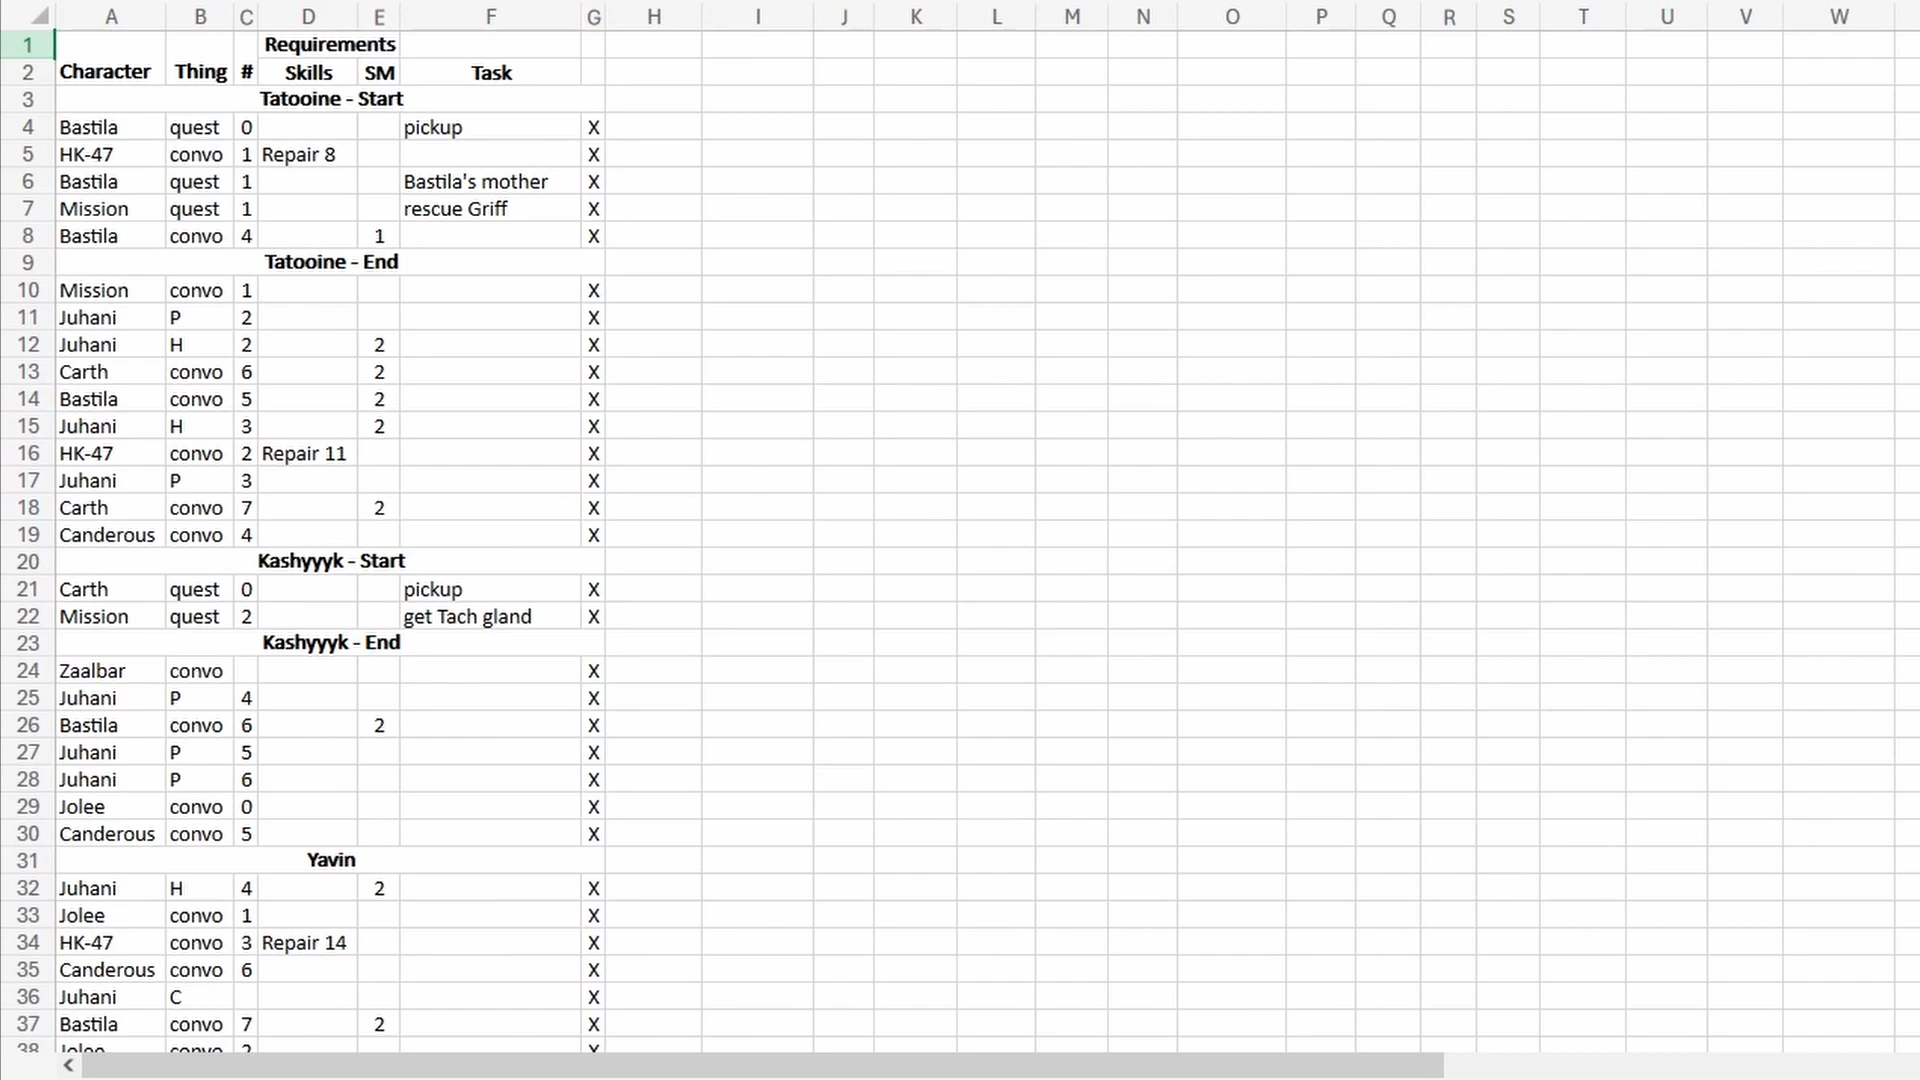 A B C D E F G H I J K L M N O P Q R S T U V W
1 Requirements
2 Character Thing # Skills SM Task
3 Tatooine - Start
4 Bastila quest 0 pickup X
5 HK-47 convo 1 Repair 8 X
6 Bastila quest 1 Bastila's mother X
7 Mission quest 1 rescue Griff X
8 Bastila convo 4 1 X
9 Tatooine - End
10 Mission convo 1 X
11 Juhani P 2 X
12 Juhani H 2 2 X
13 Carth convo 6 2 X
14 Bastila convo 5 2 X
15 Juhani H 3 2 X
16 HK-47 convo 2 Repair 11 X
17 Juhani P 3 X
18 Carth convo 7 2 X
19 Canderous convo 4 X
20 Kashyyyk - Start
21 Carth quest 0 pickup X
22 Mission quest 2 get Tach gland X
23 Kashyyyk - End
24 Zaalbar convo X
25 Juhani P 4 X
26 Bastila convo 6 2 X
27 Juhani P 5 X
28 Juhani P 6 X
29 Jolee convo 0 X
30 Canderous convo 5 X
31 Yavin
32 Juhani H 4 2 X
33 Jolee convo 1 X
34 HK-47 convo 3 Repair 14 X
35 Canderous convo 6 X
36 Juhani C X
37 Bastila convo 7 2 X
38 Jolee convo 2 X